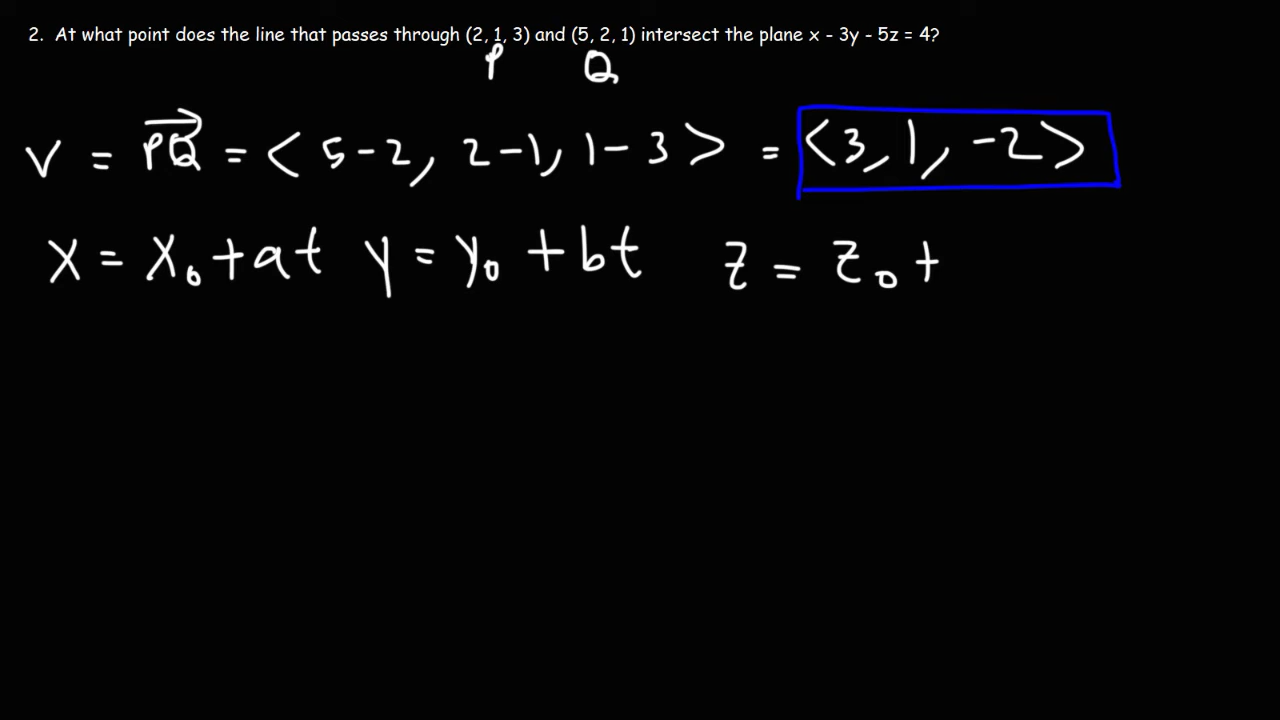 2. At what point does the line that passes through (2, 1, 3) and (5, 2, 1) intersect the plane x - 3y - 5z = 4?
P Q
V = PQ⃗ = < 5-2, 2-1, 1-3 > = <3, 1, -2>
x = x₀ + at y = y₀ + bt z = z₀ +